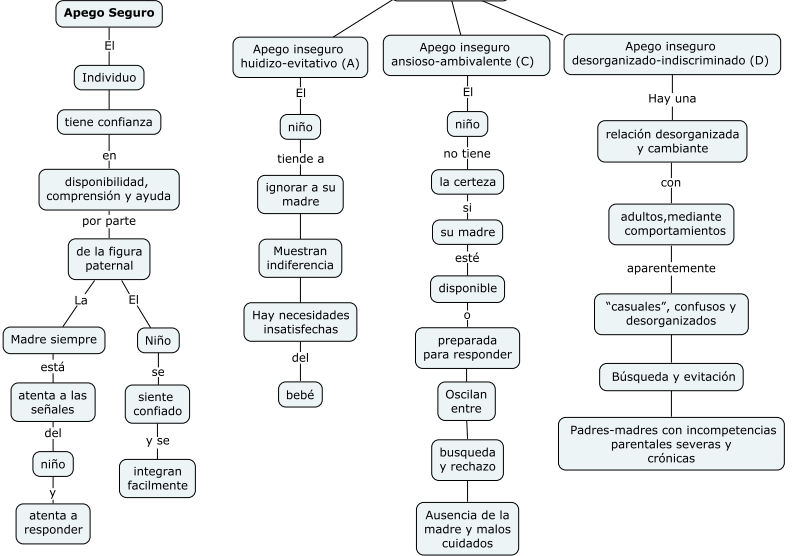 Apego Seguro
El
Individuo
tiene confianza
en
disponibilidad,
comprensión y ayuda
por parte
de la figura
paternal
La
Madre siempre
está
atenta a las
señales
del
niño
y
atenta a
responder
El
Niño
se
siente
confiado
y se
integran
facilmente
Apego inseguro
huidizo-evitativo (A)
El
niño
tiende a
ignorar a su
madre
Muestran
indiferencia
Hay necesidades
insatisfechas
del
bebé
Apego inseguro
ansioso-ambivalente (C)
El
niño
no tiene
la certeza
si
su madre
esté
disponible
o
preparada
para responder
Oscilan
entre
busqueda
y rechazo
Ausencia de la
madre y malos
cuidados
Apego inseguro
desorganizado-indiscriminado (D)
Hay una
relación desorganizada
y cambiante
con
adultos,mediante
comportamientos
aparentemente
“casuales”, confusos y
desorganizados
Búsqueda y evitación
Padres-madres con incompetencias
parentales severas y
crónicas